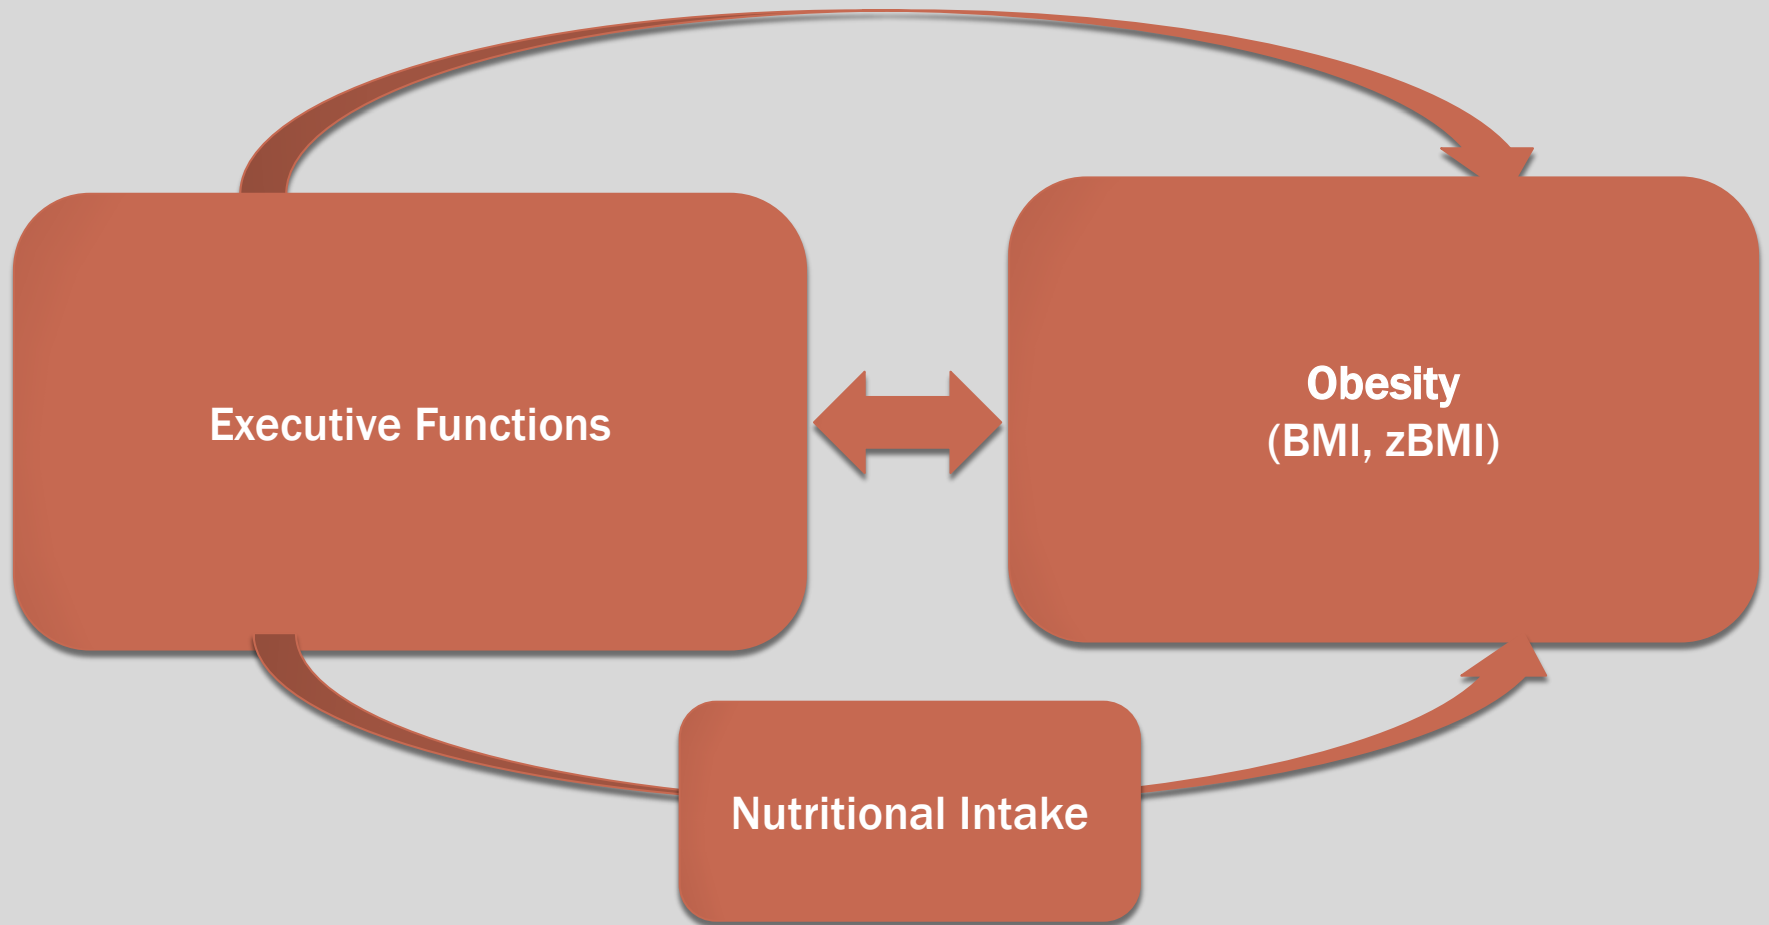 Executive Functions
Obesity
(BMI, zBMI)
Nutritional Intake